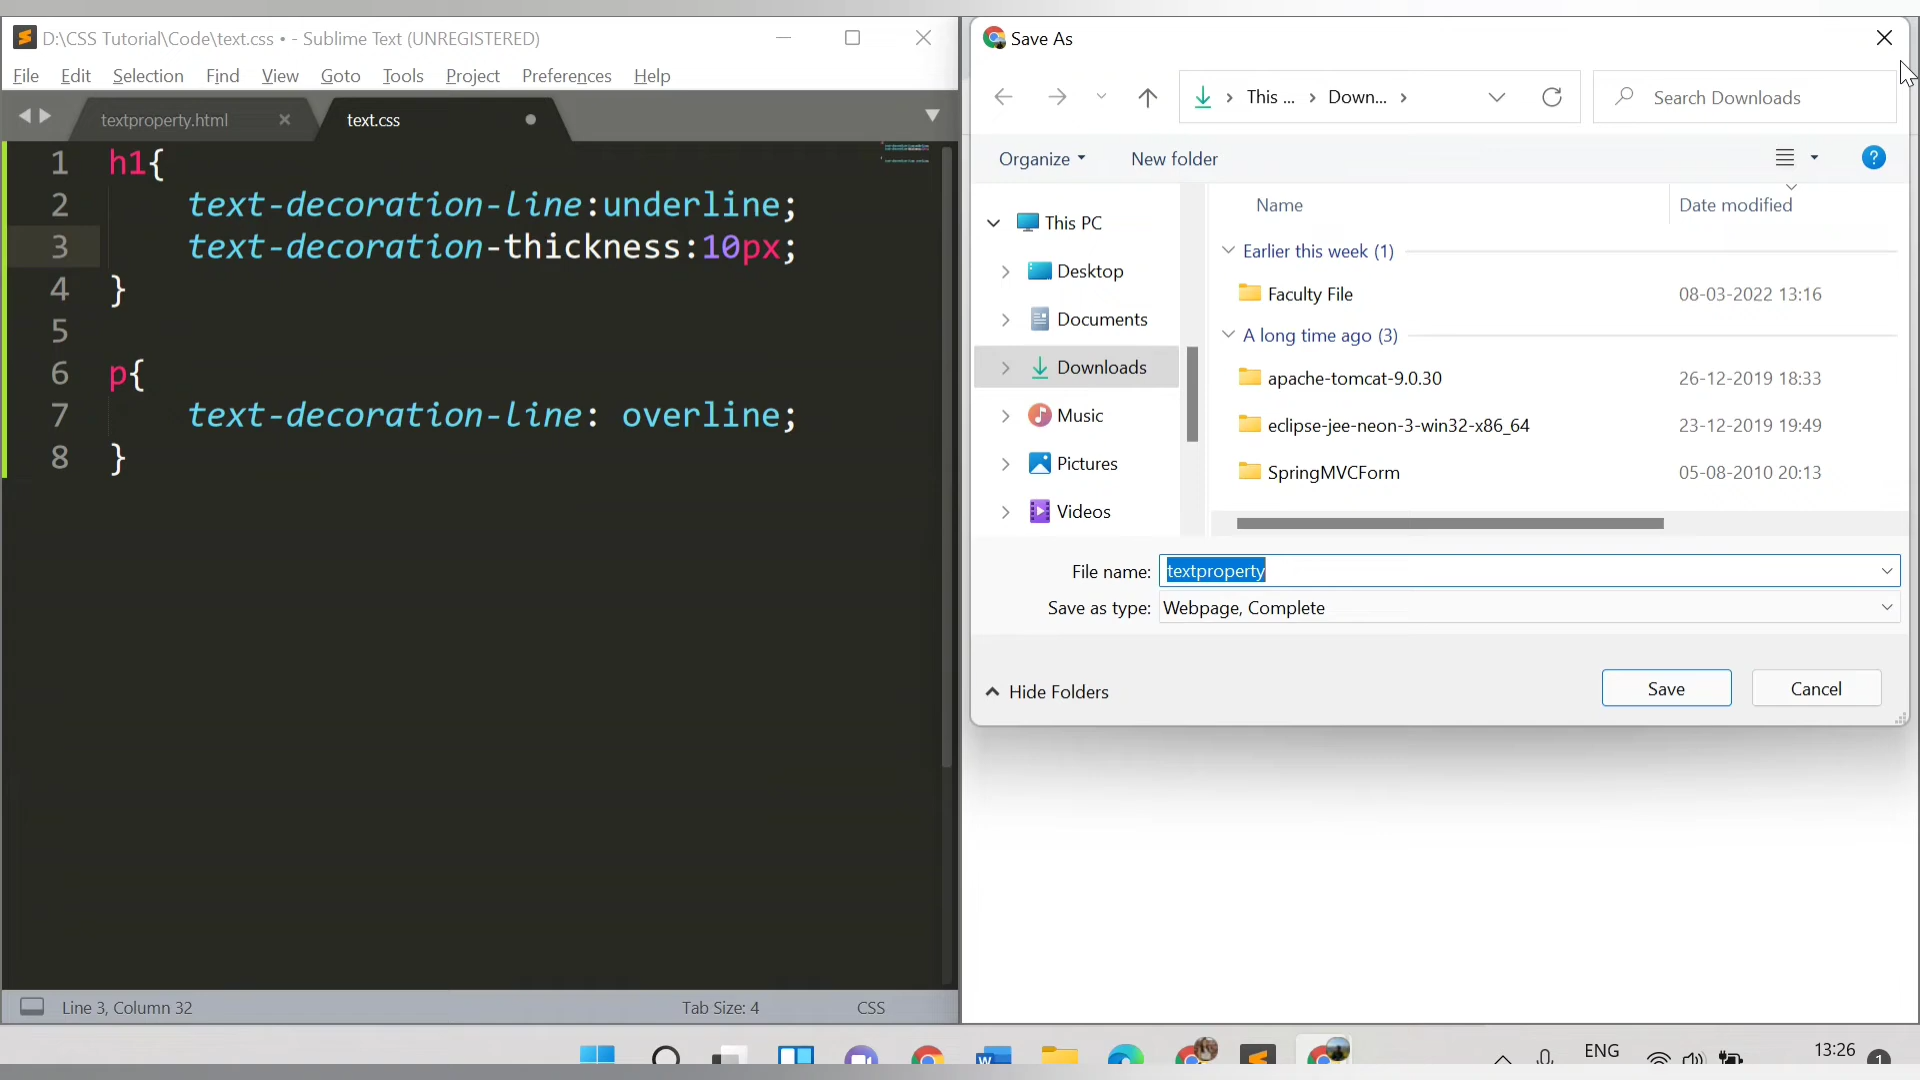 D:\CSS Tutorial\Code\text.css • - Sublime Text (UNREGISTERED)
File Edit Selection Find View Goto Tools Project Preferences Help
textproperty.html
text.css
1 h1{
2 text-decoration-line:underline;
3 text-decoration-thickness:10px;
4 }
5
6 p{
7 text-decoration-line: overline;
8 }
Line 3, Column 32
Tab Size: 4
CSS
Save As
This ... › Down... ›
Search Downloads
Organize
New folder
?
This PC
Desktop
Documents
Downloads
Music
Pictures
Videos
Name
Date modified
Earlier this week (1)
Faculty File 08-03-2022 13:16
A long time ago (3)
apache-tomcat-9.0.30 26-12-2019 18:33
eclipse-jee-neon-3-win32-x86_64 23-12-2019 19:49
SpringMVCForm 05-08-2010 20:13
File name: textproperty
Save as type: Webpage, Complete
Hide Folders
Save
Cancel
ENG
13:26
1